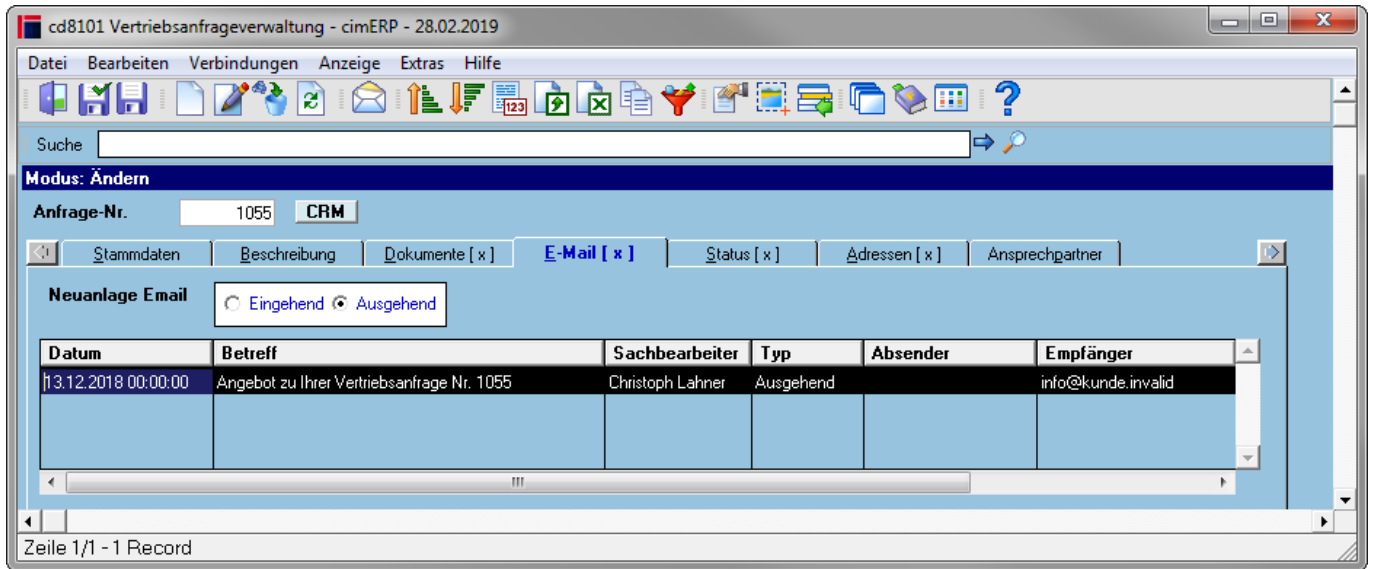 cd8101 Vertriebsanfrageverwaltung - cimERP - 28.02.2019
Datei Bearbeiten Verbindungen Anzeige Extras Hilfe
123
Suche
Modus: Ändern
Anfrage-Nr. 1055 CRM
Stammdaten Beschreibung Dokumente [ x ] E-Mail [ x ] Status [ x ] Adressen [ x ] Ansprechpartner
Neuanlage Email Eingehend Ausgehend
Datum Betreff Sachbearbeiter Typ Absender Empfänger
13.12.2018 00:00:00 Angebot zu Ihrer Vertriebsanfrage Nr. 1055 Christoph Lahner Ausgehend info@kunde.invalid
Zeile 1/1 - 1 Record